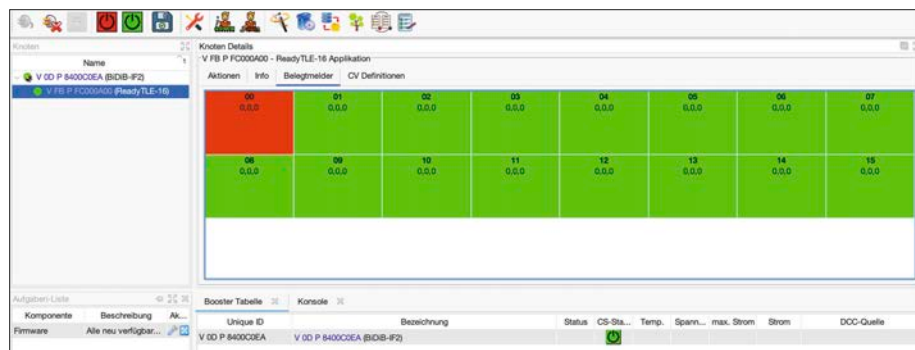 Knoten
Name
V 0D P 8400C0EA (BiDiB-IF2)
V FB P FC000A00 (ReadyTLE-16)
Knoten Details
V FB P FC000A00 - ReadyTLE-16 Applikation
Aktionen Info Belegtmelder CV Definitionen
00 01 02 03 04 05 06 07
0,0,0 0,0,0 0,0,0 0,0,0 0,0,0 0,0,0 0,0,0 0,0,0
08 09 10 11 12 13 14 15
0,0,0 0,0,0 0,0,0 0,0,0 0,0,0 0,0,0 0,0,0 0,0,0
Aufgaben-Liste
Komponente Beschreibung Ak...
Firmware Alle neu verfügbar...
Booster Tabelle Konsole
Unique ID Bezeichnung Status CS-Sta... Temp. Spann... max. Strom Strom DCC-Quelle
V 0D P 8400C0EA V 0D P 8400C0EA (BiDiB-IF2)